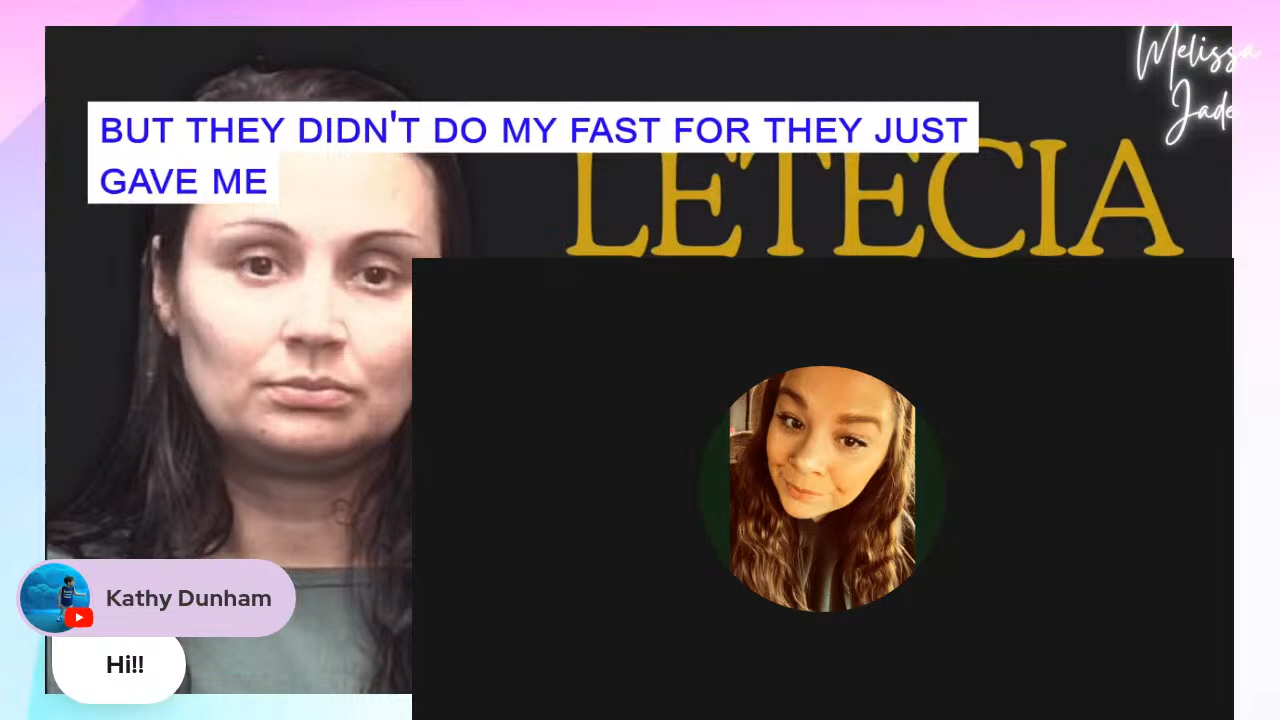 Melissa
Jade
BUT THEY DIDN'T DO MY FAST FOR THEY JUST
GAVE ME
LETECIA
Kathy Dunham
Hi!!